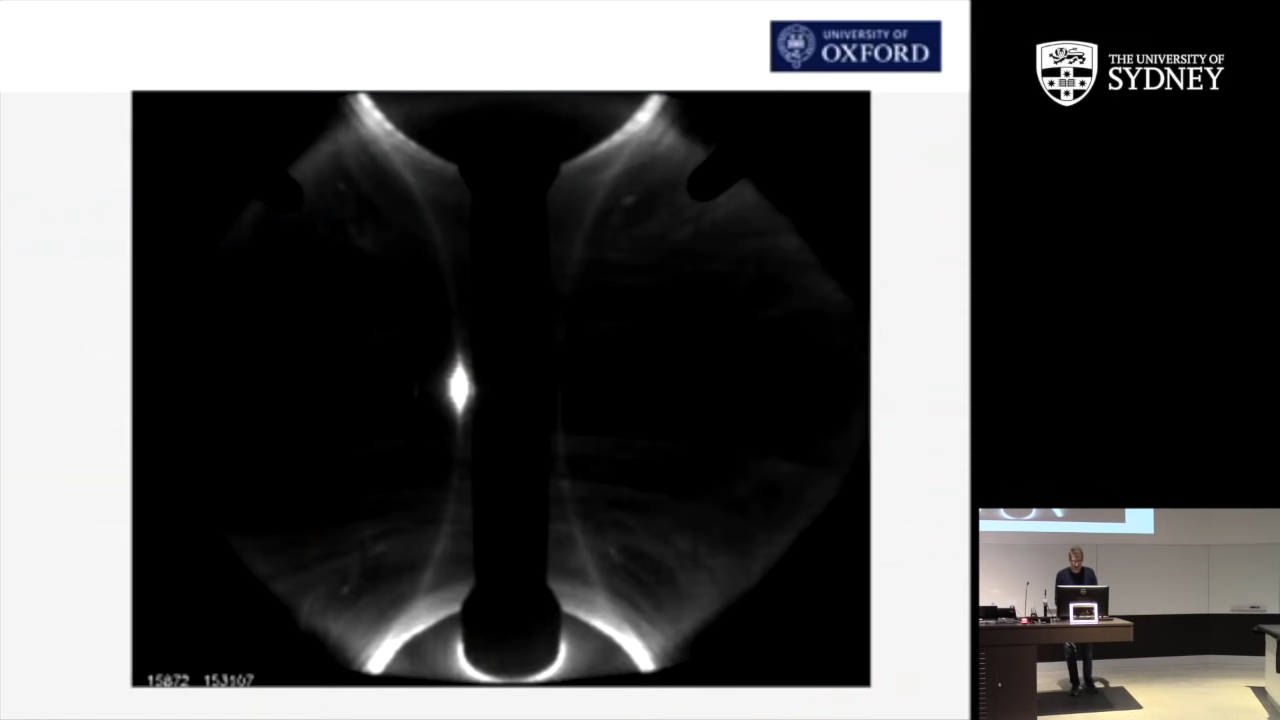 UNIVERSITY OF
OXFORD
THE UNIVERSITY OF
SYDNEY
15872 153107